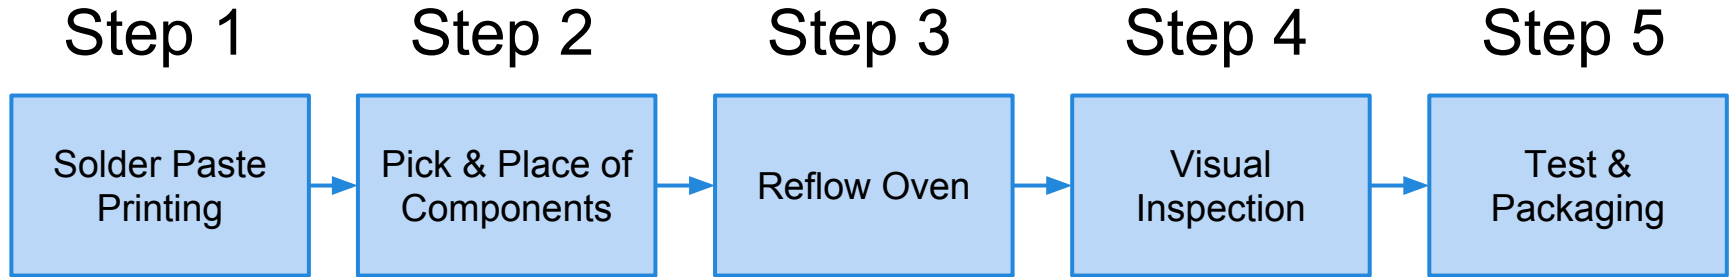 Step 1
Step 2
Step 3
Step 4
Step 5
Solder Paste
Printing
Pick & Place of
Components
Reflow Oven
Visual
Inspection
Test &
Packaging